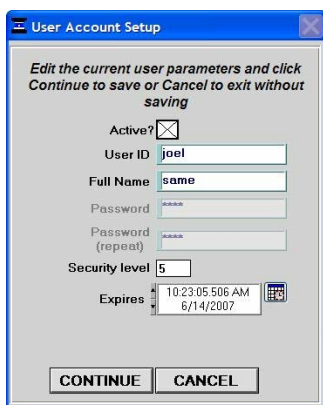 User Account Setup
Edit the current user parameters and click
Continue to save or Cancel to exit without
saving
Active?
User ID joel
Full Name same
Password ****
Password
(repeat) ****
Security level 5
Expires 10:23:05.506 AM
6/14/2007
CONTINUE CANCEL